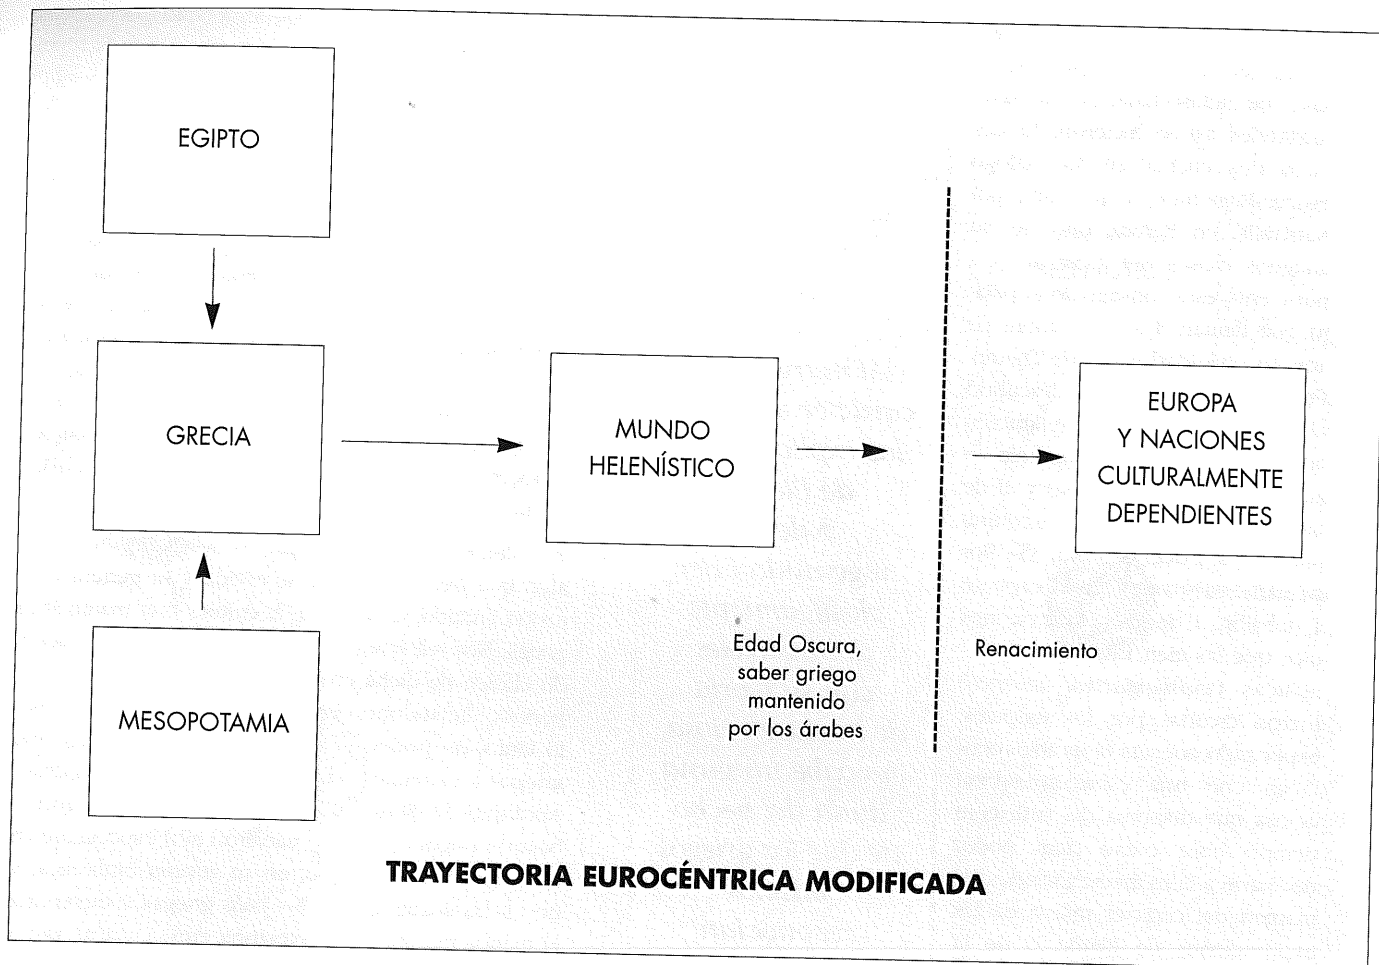 EGIPTO
GRECIA
MESOPOTAMIA
MUNDO
HELENÍSTICO
EUROPA
Y NACIONES
CULTURALMENTE
DEPENDIENTES
Edad Oscura,
saber griego
mantenido
por los árabes
Renacimiento
TRAYECTORIA EUROCÉNTRICA MODIFICADA